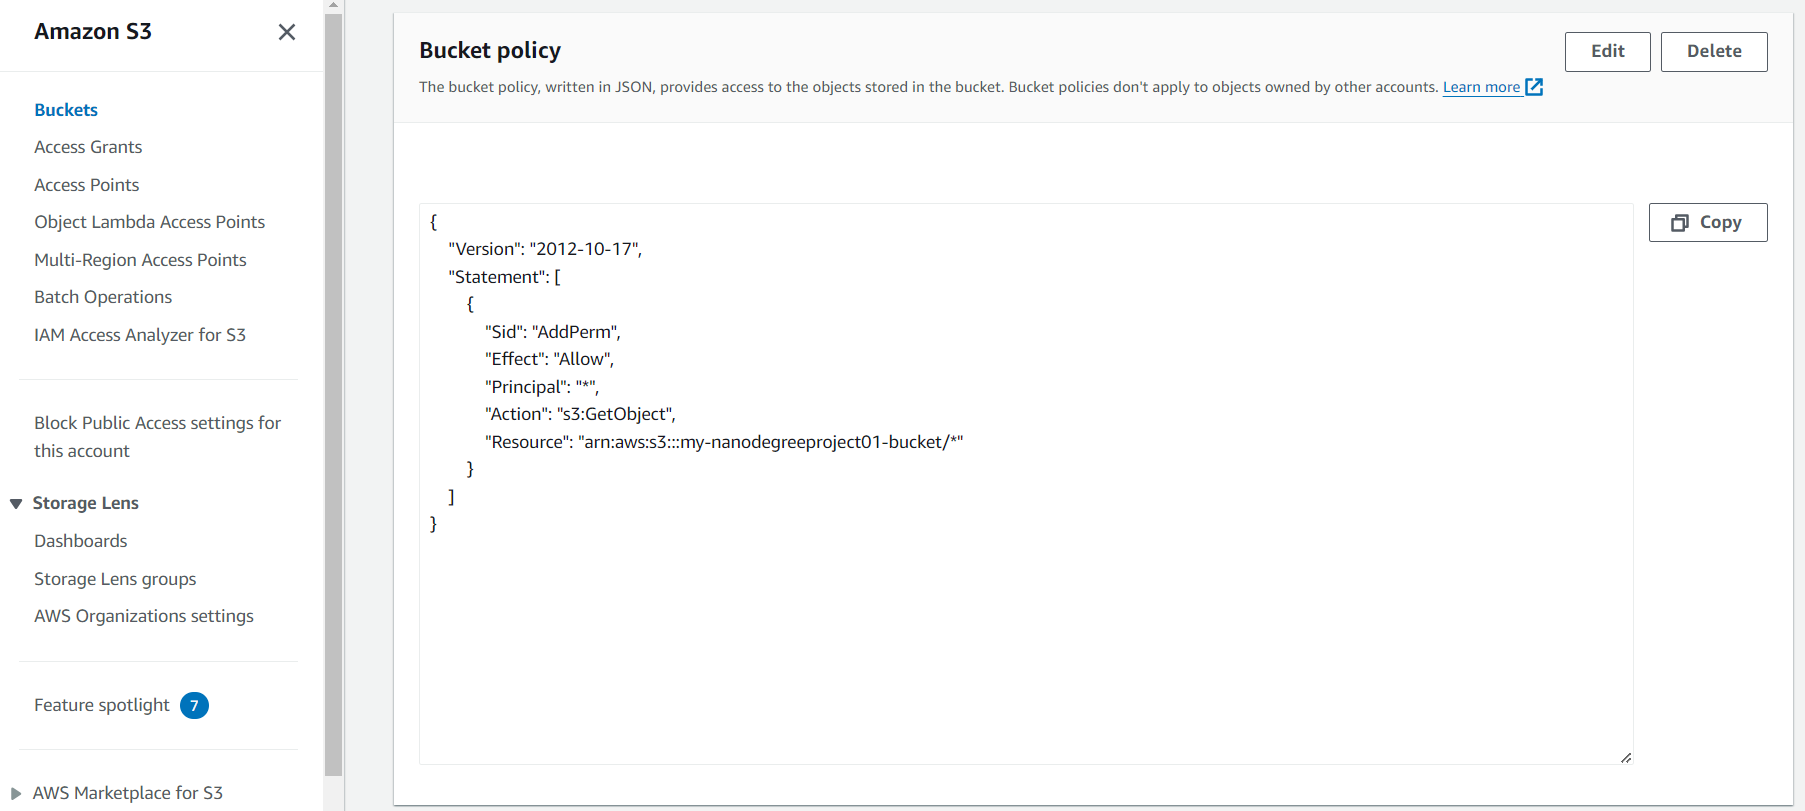 Amazon S3
Buckets
Access Grants
Access Points
Object Lambda Access Points
Multi-Region Access Points
Batch Operations
IAM Access Analyzer for S3
Block Public Access settings for
this account
Storage Lens
Dashboards
Storage Lens groups
AWS Organizations settings
Feature spotlight 7
AWS Marketplace for S3
Bucket policy
Edit
Delete
The bucket policy, written in JSON, provides access to the objects stored in the bucket. Bucket policies don't apply to objects owned by other accounts. Learn more
Copy
{
    "Version": "2012-10-17",
    "Statement": [
        {
            "Sid": "AddPerm",
            "Effect": "Allow",
            "Principal": "*",
            "Action": "s3:GetObject",
            "Resource": "arn:aws:s3:::my-nanodegreeproject01-bucket/*"
        }
    ]
}